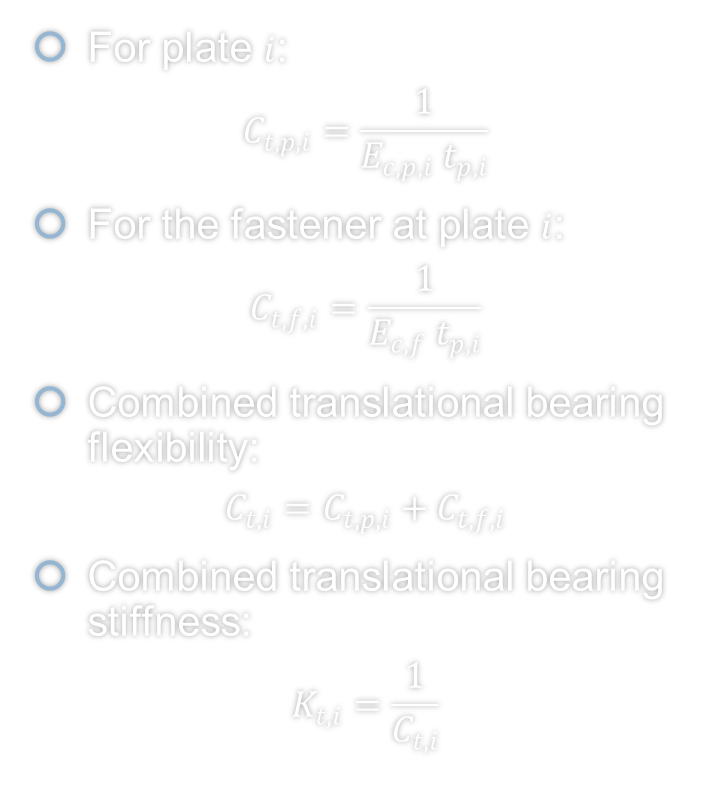 For plate i:
C_{t,p,i} = \frac{1}{E_{c,p,i} t_{p,i}}
For the fastener at plate i:
C_{t,f,i} = \frac{1}{E_{c,f} t_{p,i}}
Combined translational bearing
flexibility:
C_{t,i} = C_{t,p,i} + C_{t,f,i}
Combined translational bearing
stiffness:
K_{t,i} = \frac{1}{C_{t,i}}